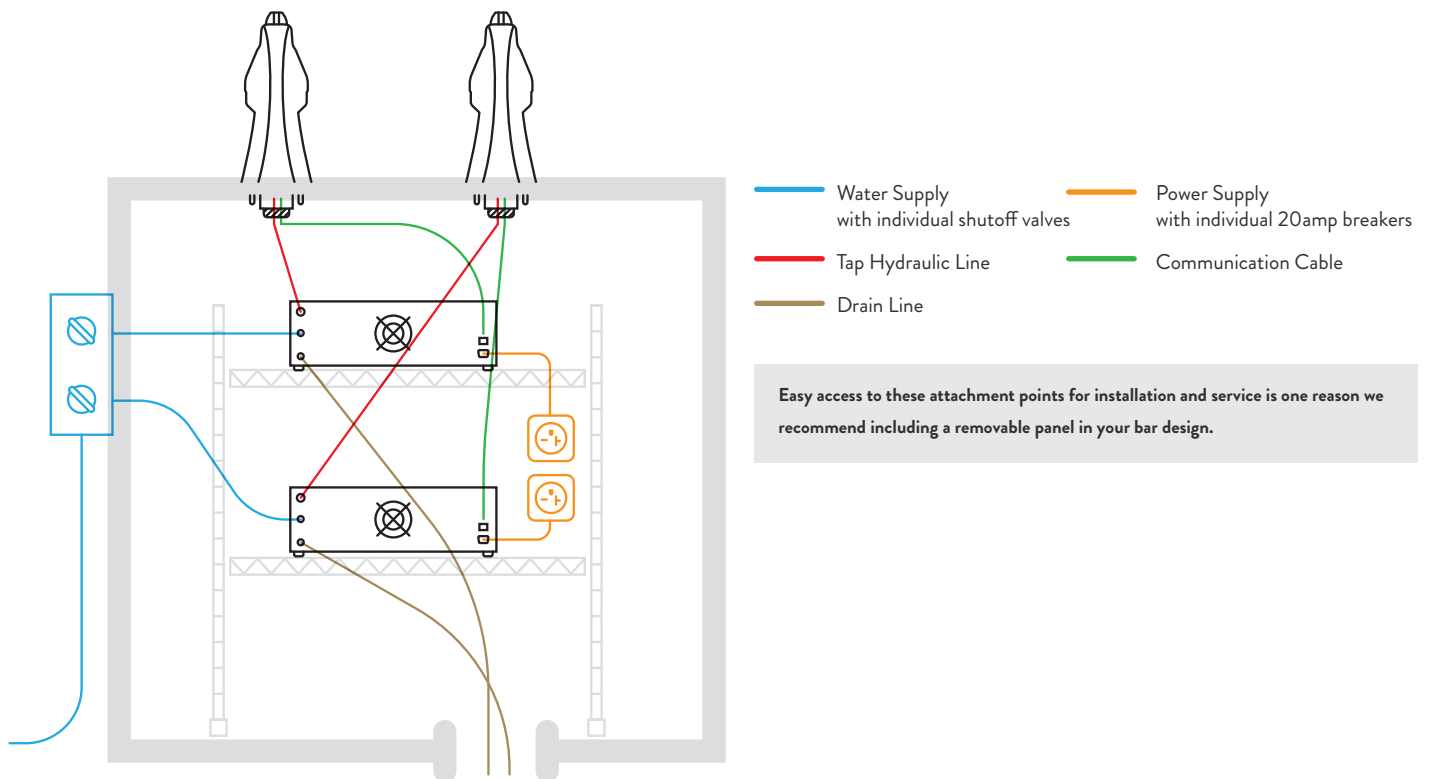 Water Supply
with individual shutoff valves
Power Supply
with individual 20amp breakers
Tap Hydraulic Line
Communication Cable
Drain Line
Easy access to these attachment points for installation and service is one reason we
recommend including a removable panel in your bar design.